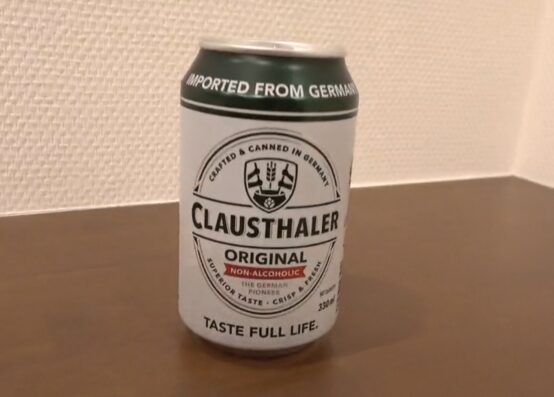 IMPORTED FROM GERMANY
CRAFTED & CANNED IN GERMANY
CLAUSTHALER
ORIGINAL
NON-ALCOHOLIC
THE GERMAN
PIONEER
SUPERIOR TASTE · CRISP & FRESH
330 ml
TASTE FULL LIFE.